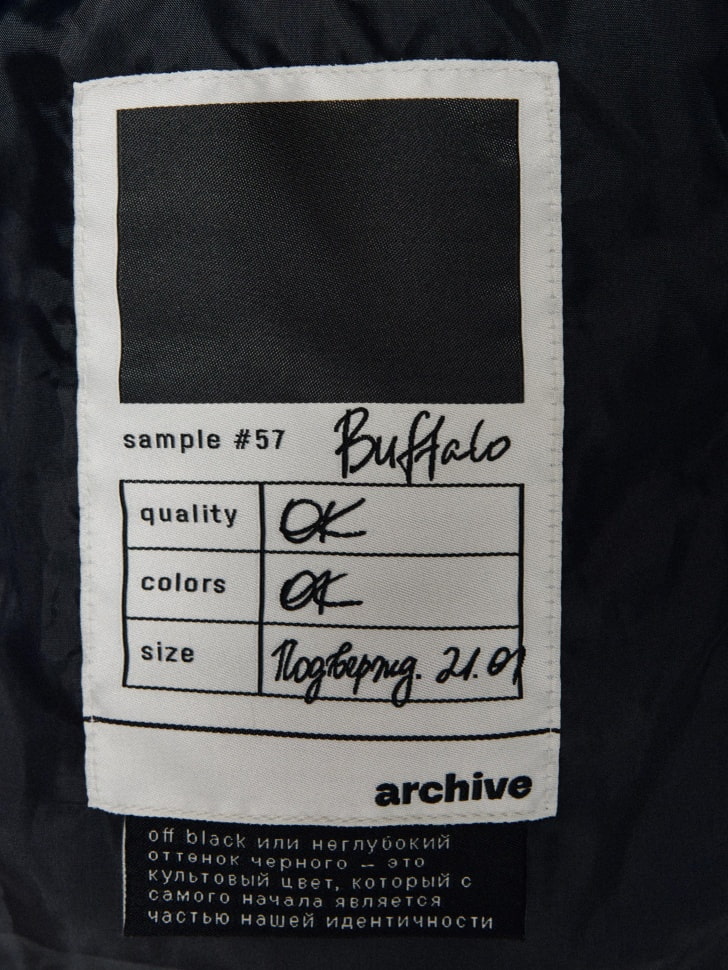 sample #57 Buffalo
quality OK
colors OK
size Подтвержд. 21.01
archive
off black или неглубокий
оттенок черного – это
культовый цвет, который с
самого начала является
частью нашей идентичности